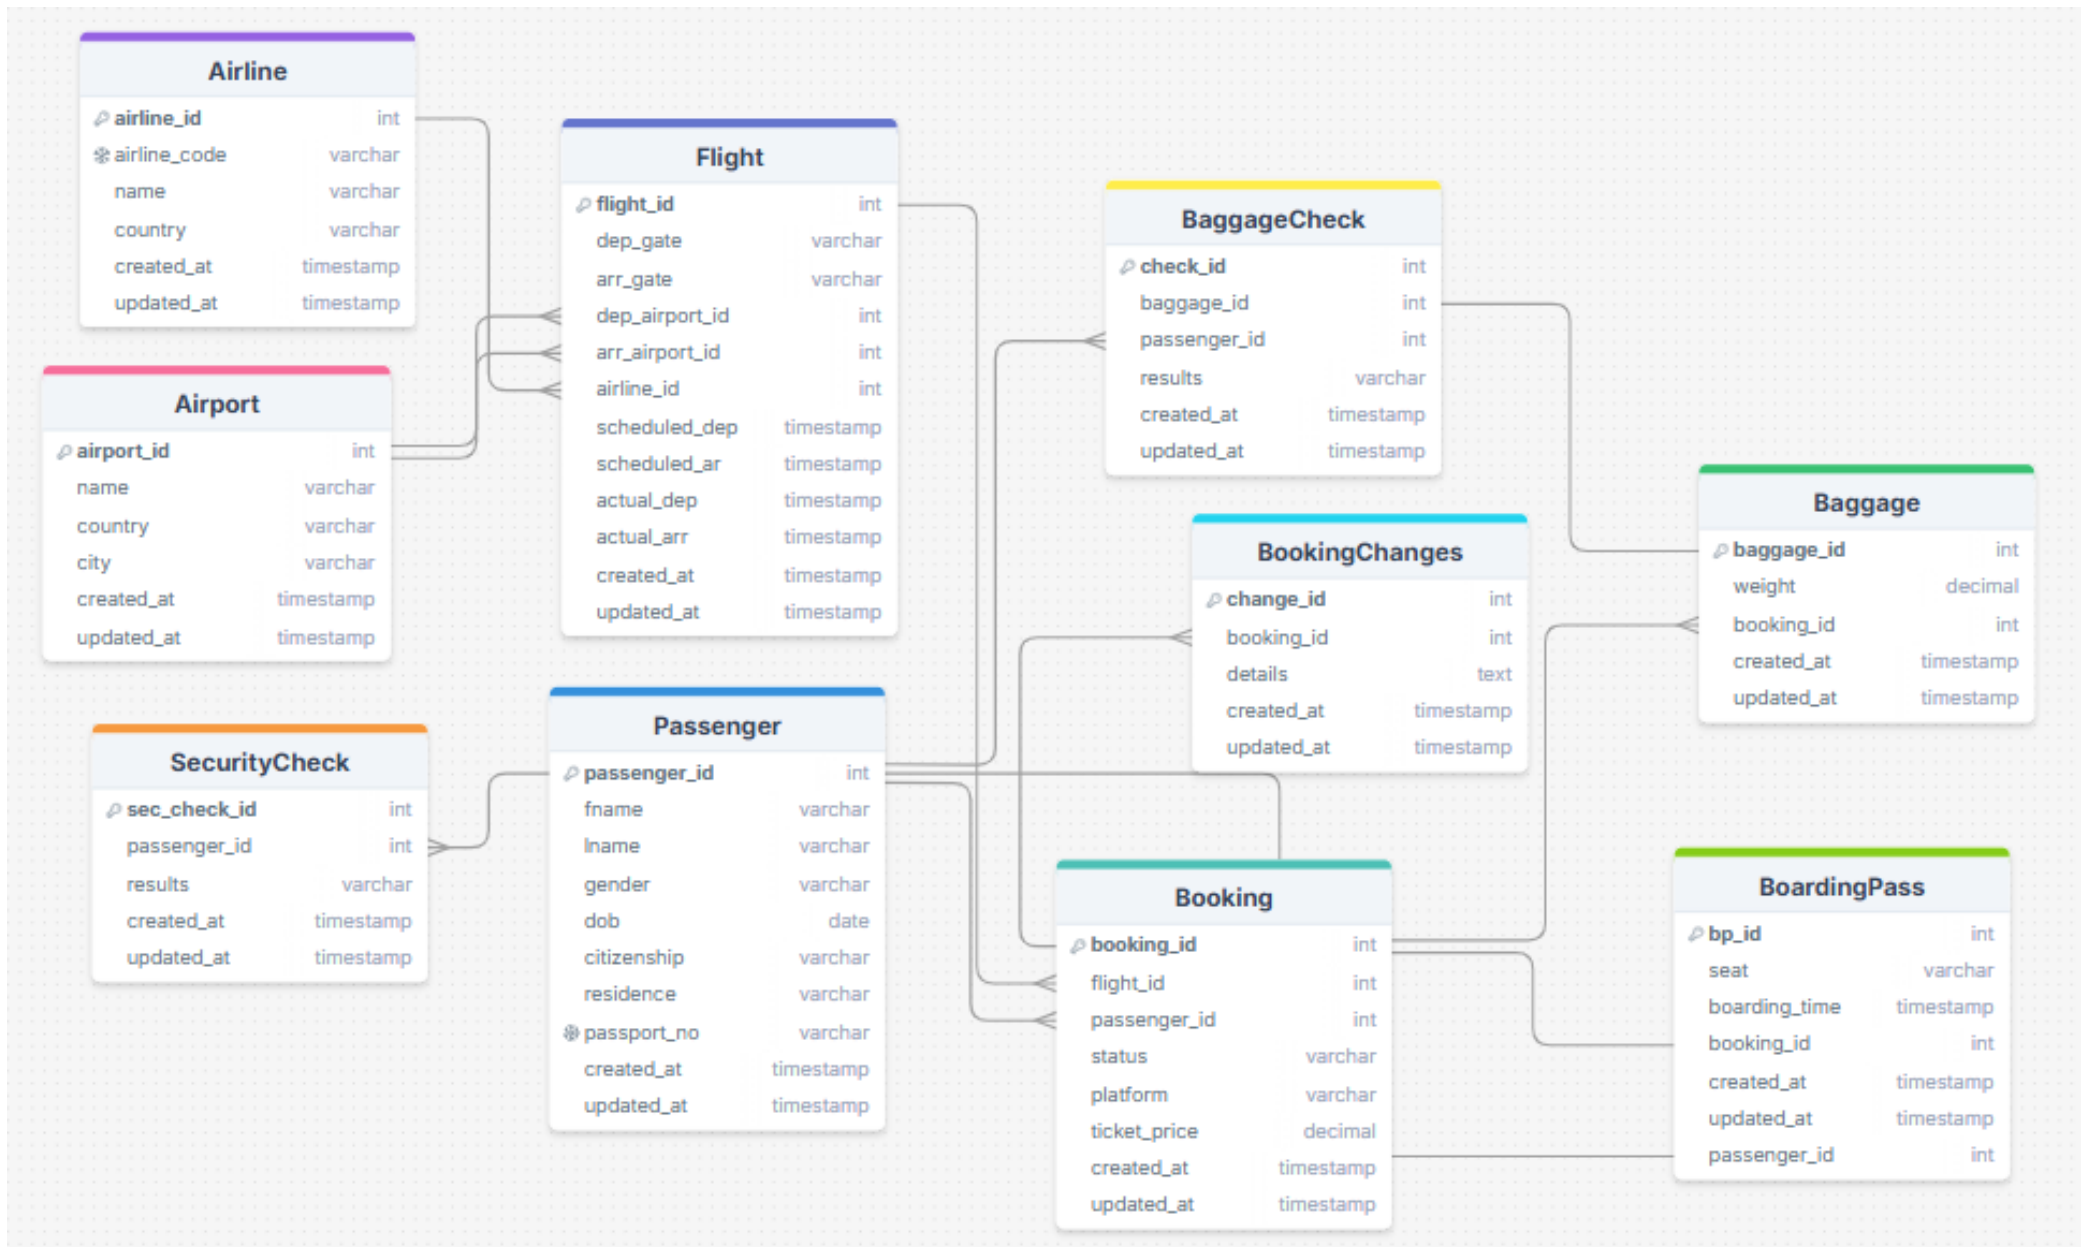 Airline
airline_id int
airline_code varchar
name varchar
country varchar
created_at timestamp
updated_at timestamp
Airport
airport_id int
name varchar
country varchar
city varchar
created_at timestamp
updated_at timestamp
SecurityCheck
sec_check_id int
passenger_id int
results varchar
created_at timestamp
updated_at timestamp
Flight
flight_id int
dep_gate varchar
arr_gate varchar
dep_airport_id int
arr_airport_id int
airline_id int
scheduled_dep timestamp
scheduled_ar timestamp
actual_dep timestamp
actual_arr timestamp
created_at timestamp
updated_at timestamp
Passenger
passenger_id int
fname varchar
lname varchar
gender varchar
dob date
citizenship varchar
residence varchar
passport_no varchar
created_at timestamp
updated_at timestamp
BaggageCheck
check_id int
baggage_id int
passenger_id int
results varchar
created_at timestamp
updated_at timestamp
BookingChanges
change_id int
booking_id int
details text
created_at timestamp
updated_at timestamp
Booking
booking_id int
flight_id int
passenger_id int
status varchar
platform varchar
ticket_price decimal
created_at timestamp
updated_at timestamp
Baggage
baggage_id int
weight decimal
booking_id int
created_at timestamp
updated_at timestamp
BoardingPass
bp_id int
seat varchar
boarding_time timestamp
booking_id int
created_at timestamp
updated_at timestamp
passenger_id int